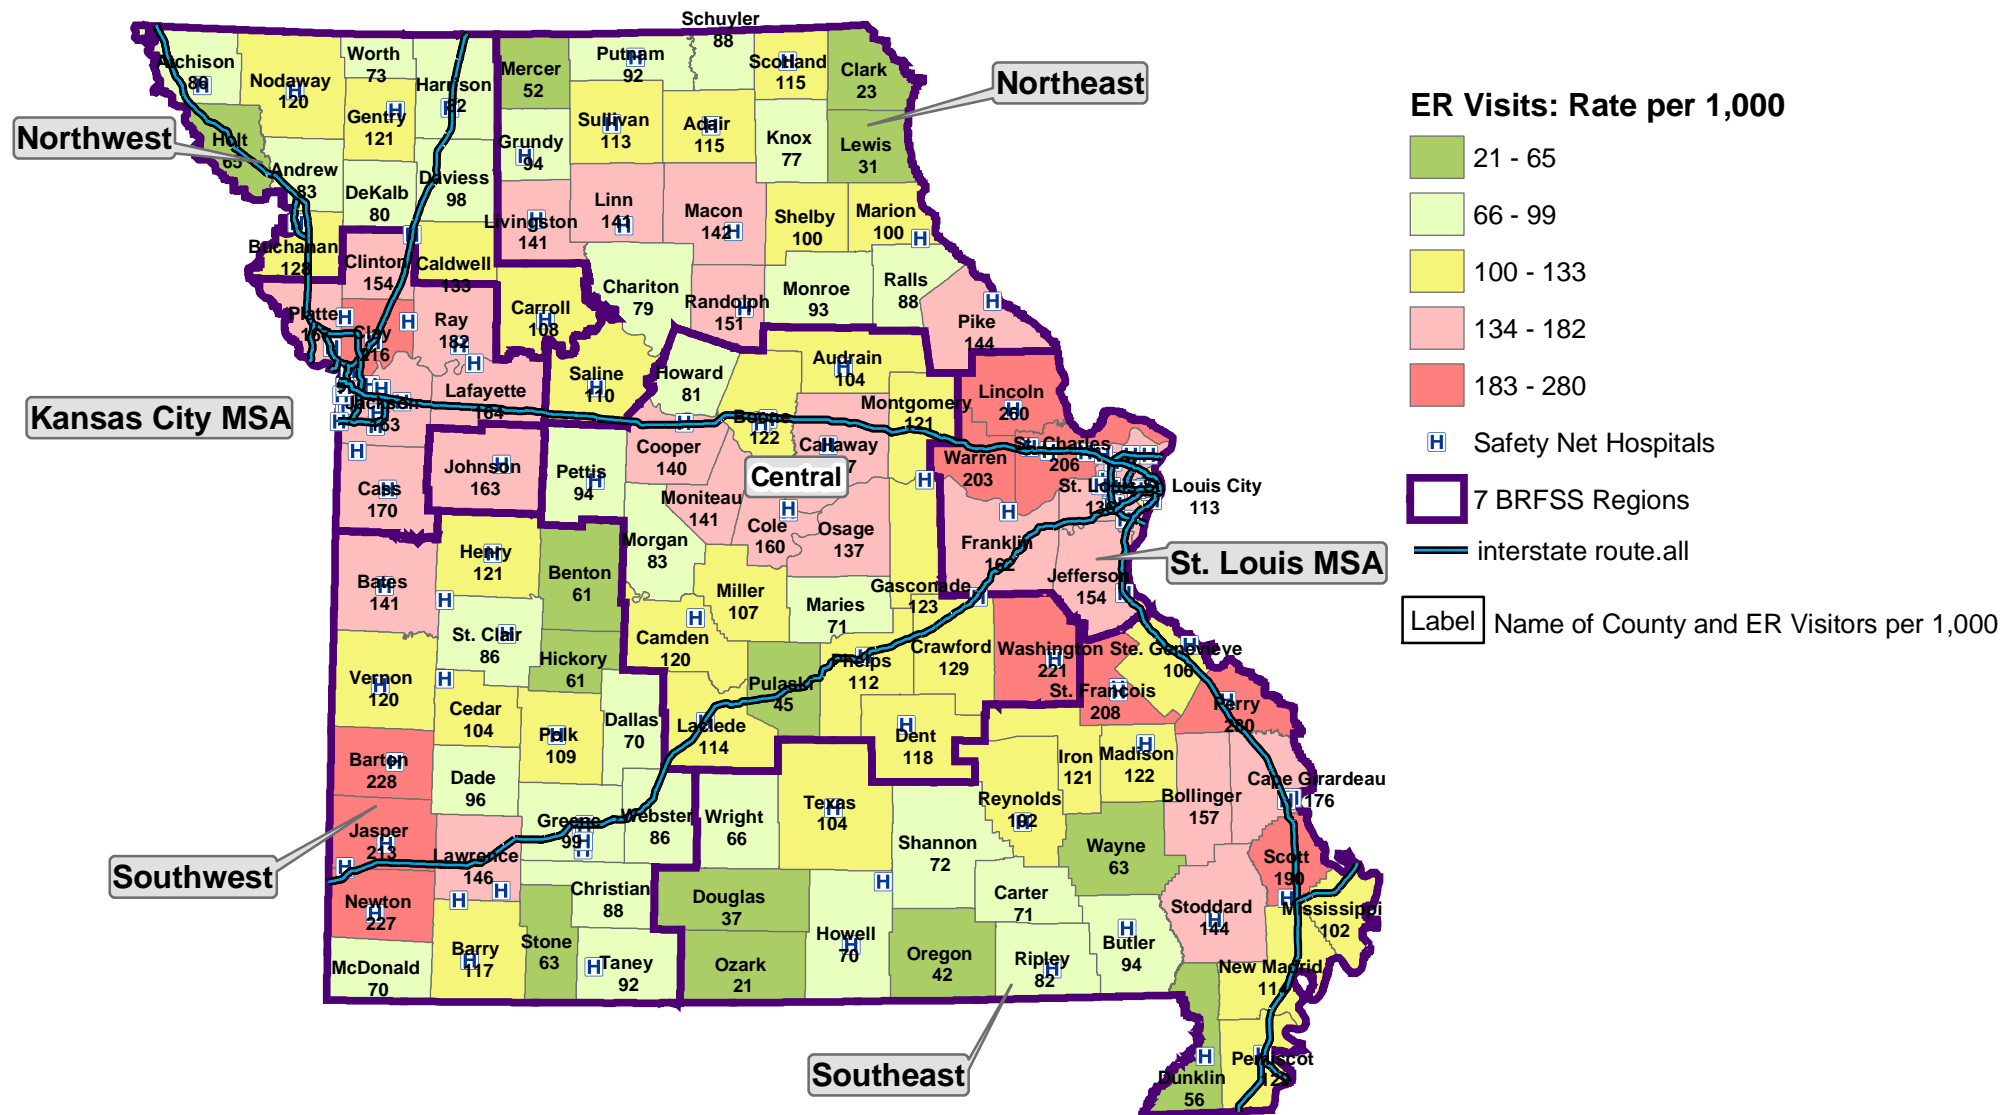 Schuyler
88
Atchison
86
Nodaway
120
Worth
73
Harrison
82
Mercer
52
Putnam
92
Scotland
115
Clark
23
Northeast
Northwest
Holt
65
Gentry
121
Grundy
94
Sullivan
113
Adair
115
Knox
77
Lewis
31
Andrew
83
DeKalb
80
Daviess
98
Livingston
141
Linn
141
Macon
142
Shelby
100
Marion
100
Buchanan
128
Clinton
154
Caldwell
133
Carroll
108
Chariton
79
Randolph
151
Monroe
93
Ralls
88
Pike
144
Platte
Clay
216
Ray
182
Kansas City MSA
Jackson
163
Lafayette
164
Saline
110
Howard
81
Boone
122
Audrain
104
Callaway
Montgomery
121
Lincoln
260
Warren
203
St. Charles
206
St. Louis
St. Louis City
113
Cass
170
Johnson
163
Pettis
94
Cooper
140
Central
Moniteau
141
Cole
160
Osage
137
Franklin
162
Jefferson
154
St. Louis MSA
Bates
141
Henry
121
Benton
61
Morgan
83
Miller
107
Maries
71
Gasconade
123
Vernon
120
St. Clair
86
Hickory
61
Camden
120
Pulaski
45
Phelps
112
Crawford
129
Washington
221
Ste. Genevieve
106
St. Francois
208
Perry
280
Cedar
104
Polk
109
Dallas
70
Laclede
114
Dent
118
Iron
121
Madison
122
Barton
228
Dade
96
Greene
99
Webster
86
Wright
66
Texas
104
Shannon
72
Reynolds
102
Bollinger
157
Cape Girardeau
176
Southwest
Jasper
213
Lawrence
146
Christian
88
Douglas
37
Carter
71
Wayne
63
Scott
190
Stoddard
144
Mississippi
102
Newton
227
McDonald
70
Barry
117
Stone
63
Taney
92
Ozark
21
Howell
70
Oregon
42
Ripley
82
Butler
94
New Madrid
114
Southeast
Dunklin
56
Pemiscot
ER Visits: Rate per 1,000
21 - 65
66 - 99
100 - 133
134 - 182
183 - 280
H Safety Net Hospitals
7 BRFSS Regions
interstate route.all
Label Name of County and ER Visitors per 1,000